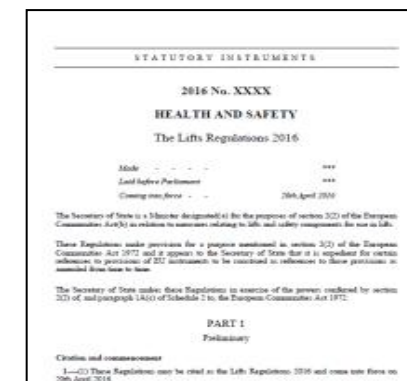 STATUTORY INSTRUMENTS
2016 No. XXXX
HEALTH AND SAFETY
The Lifts Regulations 2016
Made - - - - ***
Laid before Parliament ***
Coming into force - - 20th April 2016
The Secretary of State is a Minister designated(a) for the purposes of section 2(2) of the European
Communities Act(b) in relation to measures relating to lifts and safety components for use in lifts.
These Regulations make provision for a purpose mentioned in section 2(2) of the European
Communities Act 1972 and it appears to the Secretary of State that it is expedient for certain
references to provisions of EU instruments to be construed as references to those provisions as
amended from time to time.
The Secretary of State makes these Regulations in exercise of the powers conferred by section
2(2) of, and paragraph 1A(c) of Schedule 2 to, the European Communities Act 1972.
PART 1
Preliminary
Citation and commencement
1.—(1) These Regulations may be cited as the Lifts Regulations 2016 and come into force on
20th April 2016.